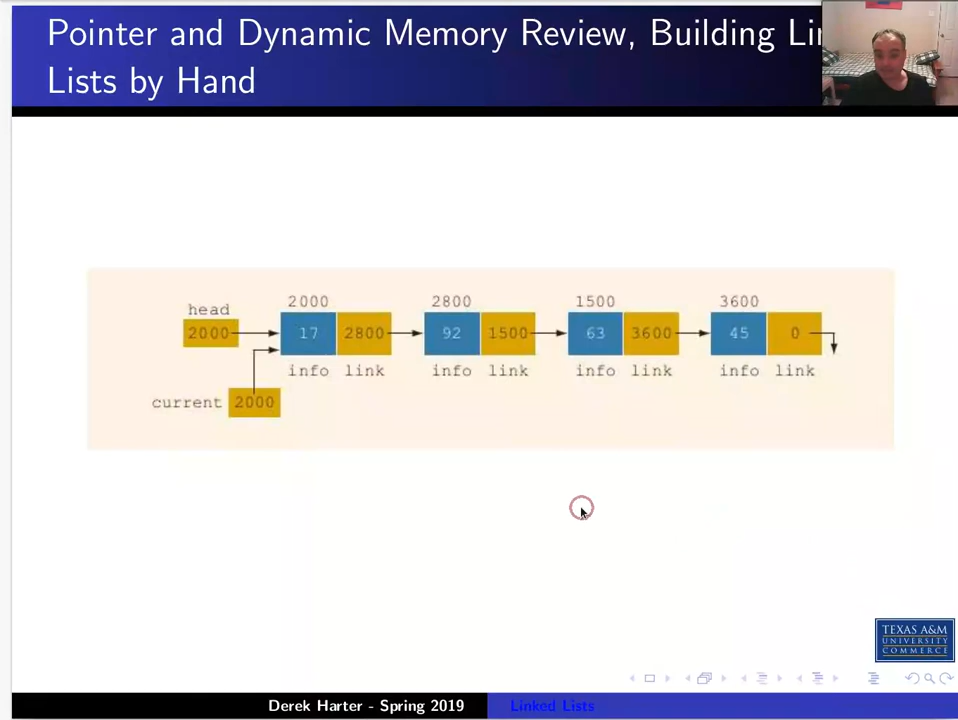 Pointer and Dynamic Memory Review, Building
Lists by Hand
head
2000
2800
1500
3600
2000
17
2800
92
1500
63
3600
45
0
info
link
info
link
info
link
info
link
current
2000
TEXAS A&M
UNIVERSITY
COMMERCE
Derek Harter - Spring 2019
Linked Lists